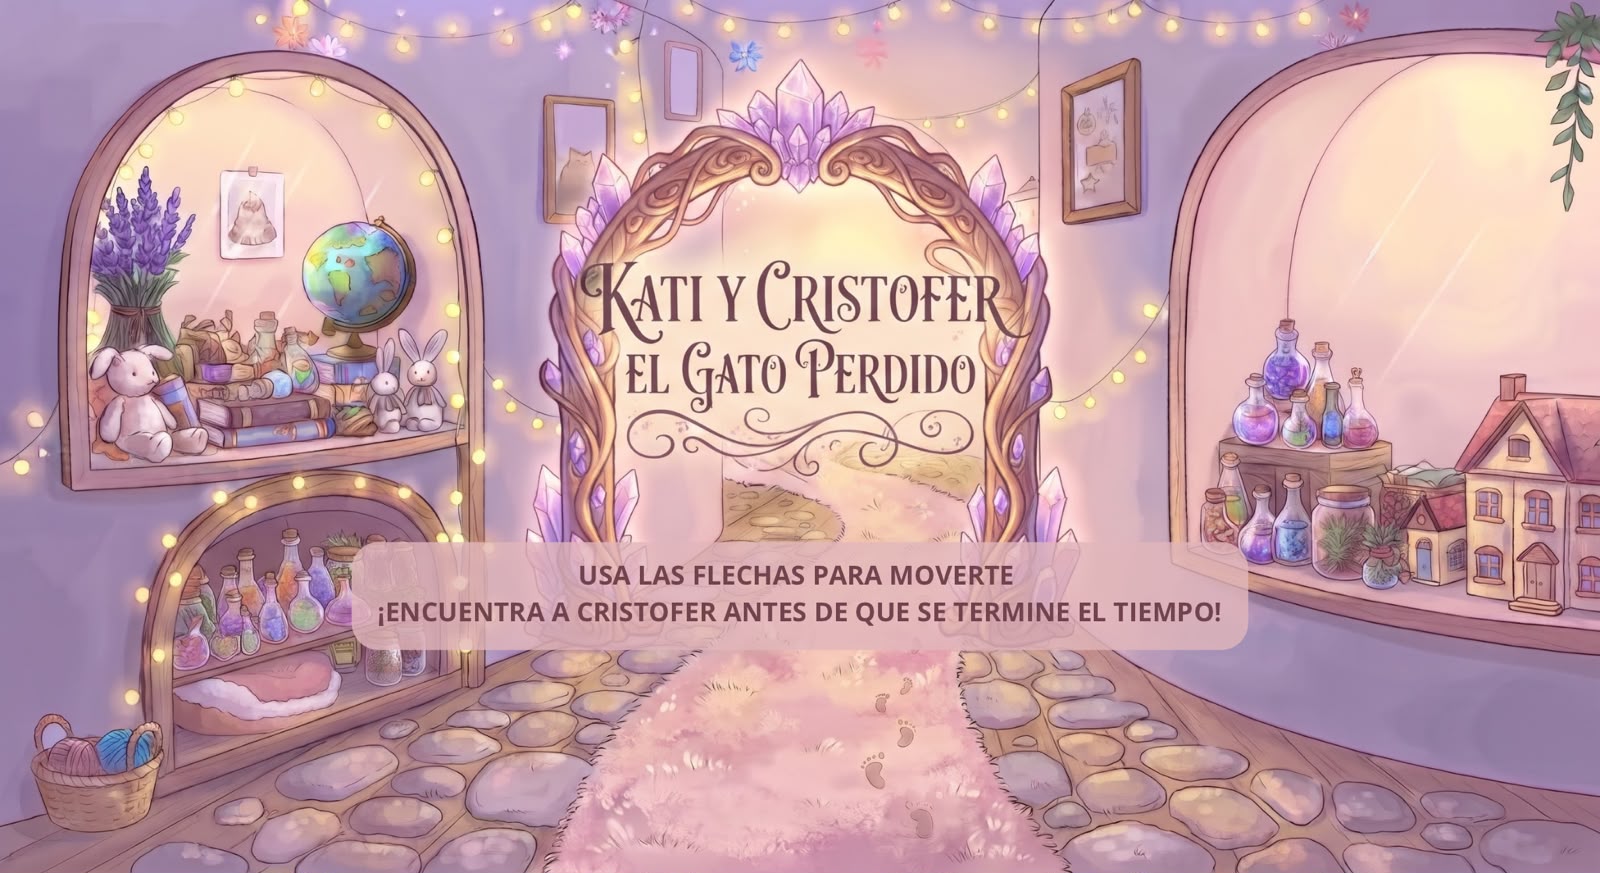 KATI Y CRISTOFER
EL GATO PERDIDO
USA LAS FLECHAS PARA MOVERTE
¡ENCUENTRA A CRISTOFER ANTES DE QUE SE TERMINE EL TIEMPO!